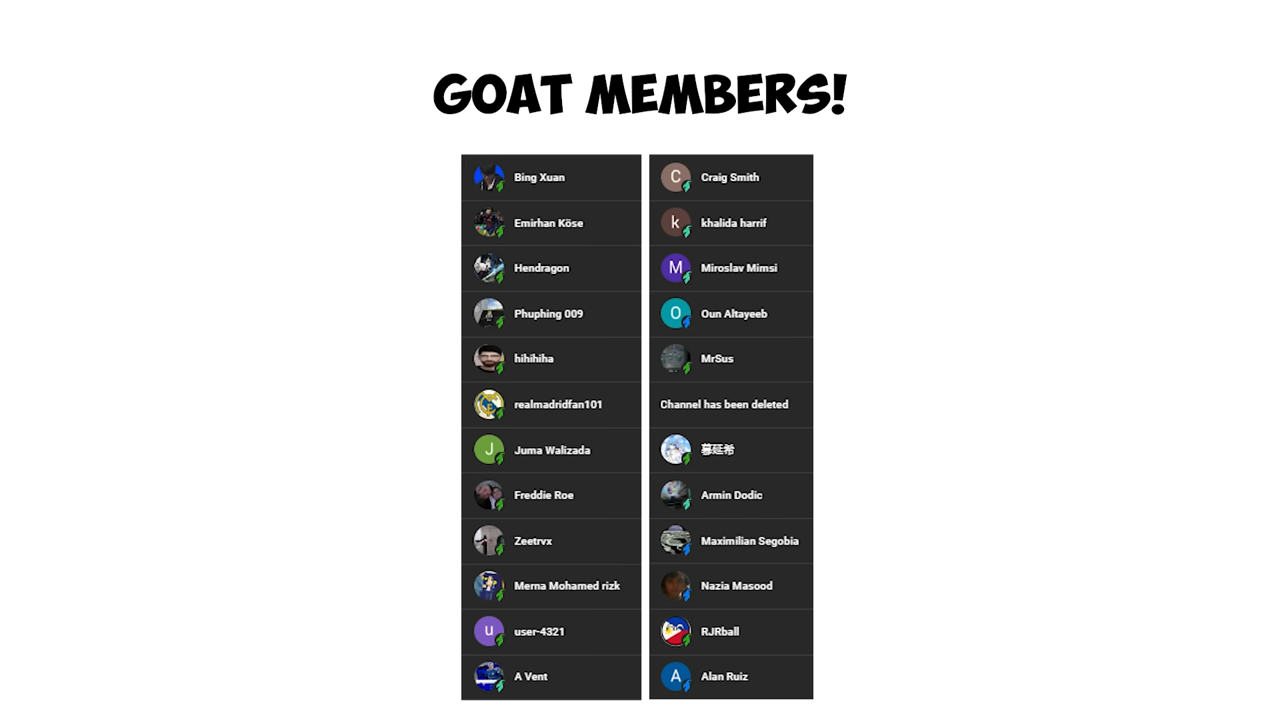 GOAT MEMBERS!
Bing Xuan
Emirhan Köse
Hendragon
Phuphing 009
hihihiha
realmadridfan101
J
Juma Walizada
Freddie Roe
Zeetrvx
Merna Mohamed rizk
u
user-4321
A Vent
C
Craig Smith
k
khalida harrif
M
Miroslav Mimsi
O
Oun Altayeeb
MrSus
Channel has been deleted
暮延希
Armin Dodic
Maximilian Segobia
Nazia Masood
RJRball
A
Alan Ruiz